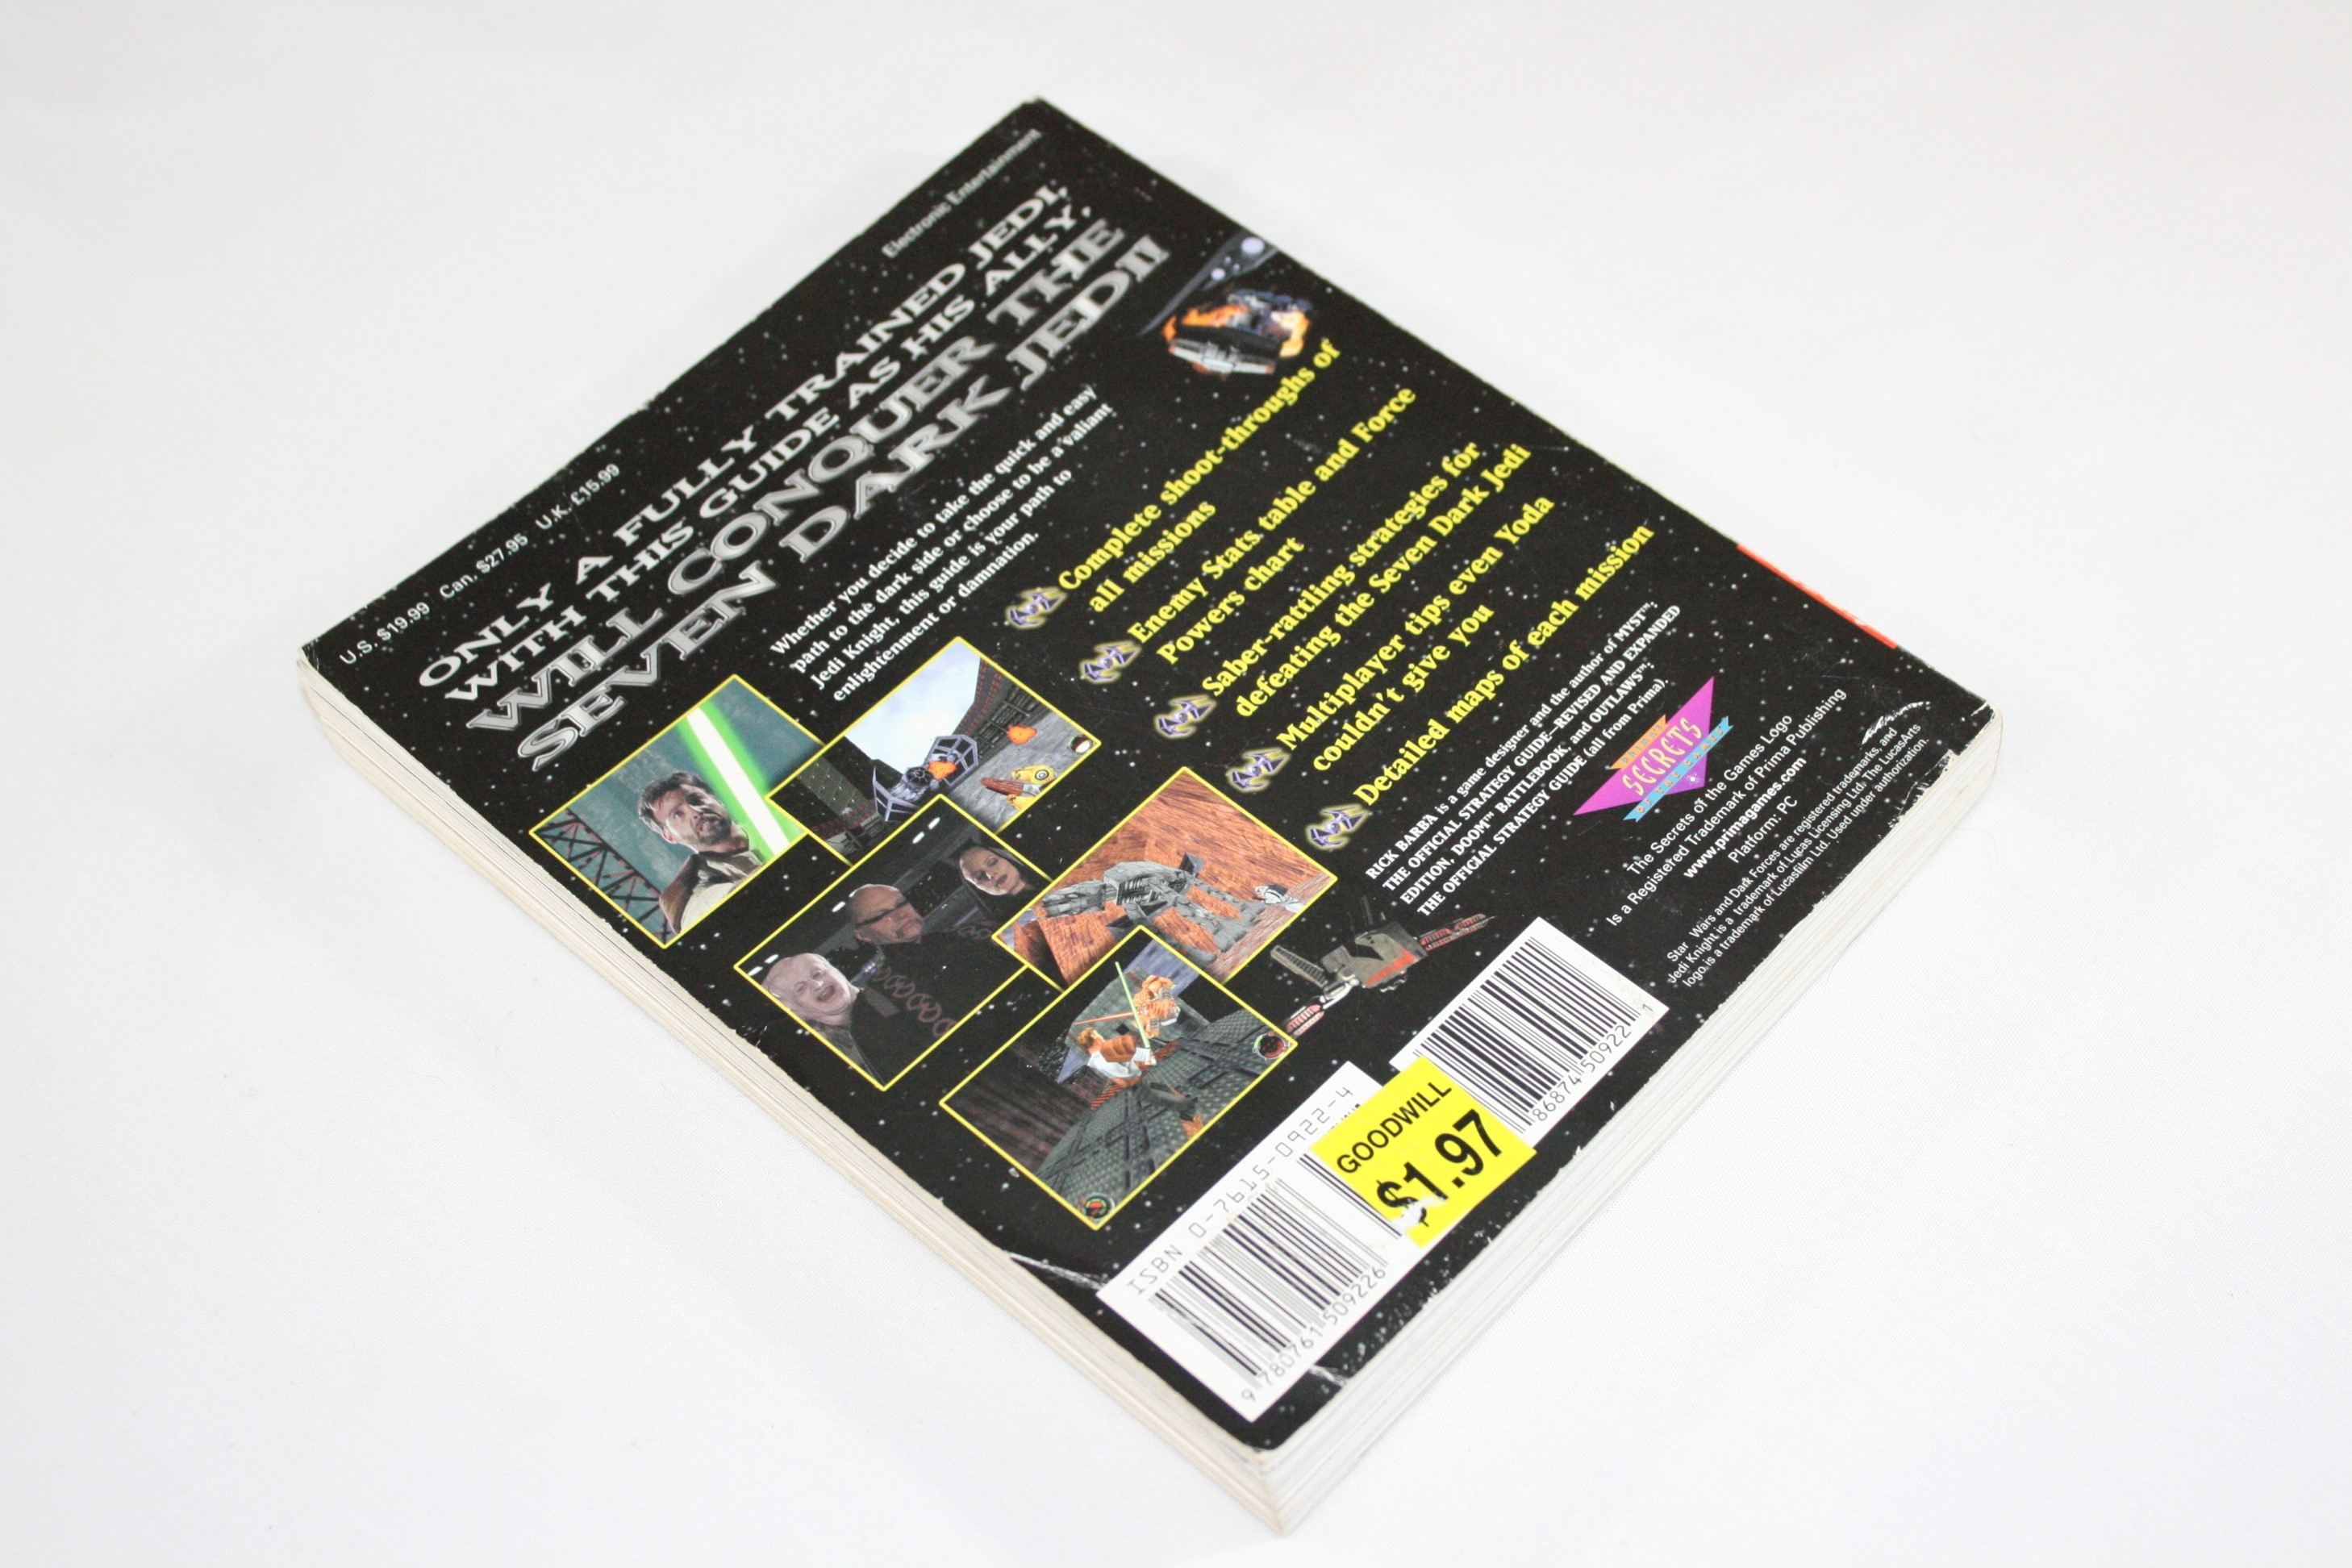 Electronic Entertainment
U.S. $19.99 Can. $27.95 U.K. £15.99
ONLY A FULLY TRAINED JEDI,
WITH THIS GUIDE AS HIS ALLY,
WILL CONQUER THE
SEVEN DARK JEDI!
Whether you decide to take the quick and easy
path to the dark side or choose to be a valiant
Jedi Knight, this guide is your path to
enlightenment or damnation.
Complete shoot-throughs of
all missions
Enemy Stats table and Force
Powers chart
Saber-rattling strategies for
defeating the Seven Dark Jedi
Multiplayer tips even Yoda
couldn't give you
Detailed maps of each mission
RICK BARBA is a game designer and the author of MYST™:
THE OFFICIAL STRATEGY GUIDE–REVISED AND EXPANDED
EDITION, DOOM™ BATTLEBOOK, and OUTLAWS™:
THE OFFICIAL STRATEGY GUIDE (all from Prima).
SECRETS
OF THE GAMES
The Secrets of the Games Logo
Is a Registered Trademark of Prima Publishing
www.primagames.com
Platform: PC
Star Wars and Dark Forces are registered trademarks, and
Jedi Knight is a trademark of Lucas Licensing Ltd. The LucasArts
logo is a trademark of Lucasfilm Ltd. Used under authorization.
86874 50922 1
GOODWILL
$1.97
ISBN 0-7615-0922-4
9 780761 509226